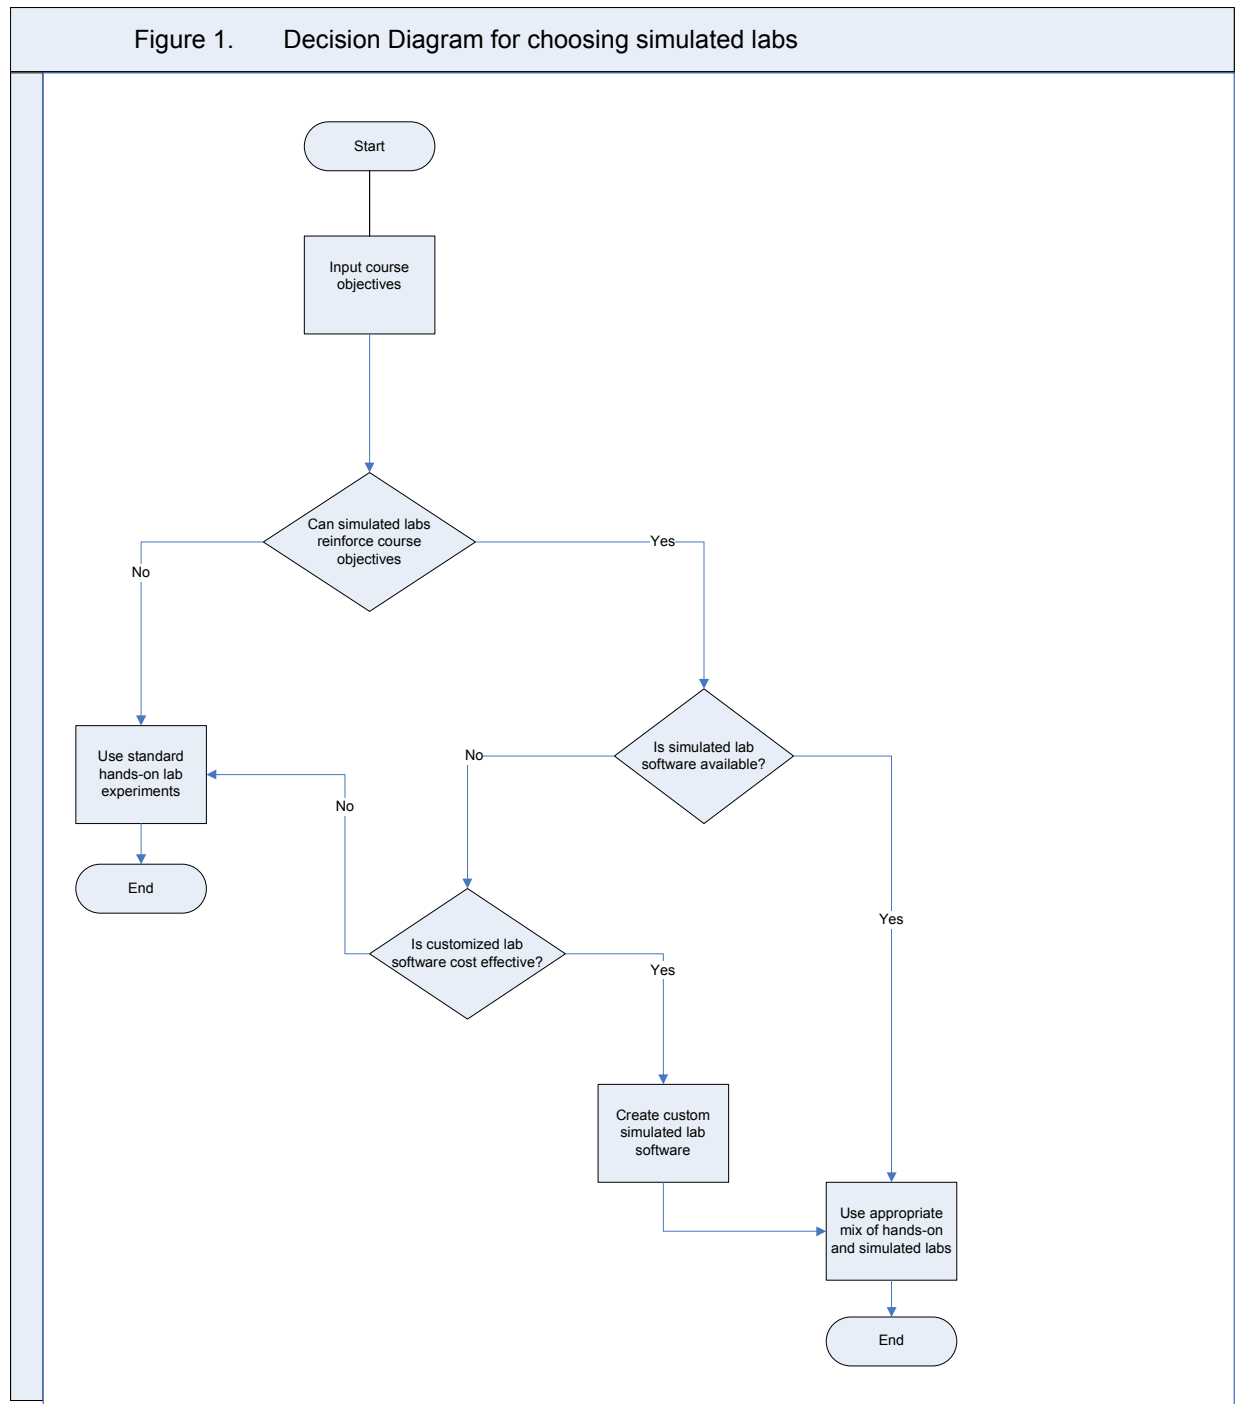 Figure 1. Decision Diagram for choosing simulated labs
Start
Input course
objectives
Can simulated labs
reinforce course
objectives
Yes
No
Is simulated lab
software available?
Use standard
hands-on lab
experiments
No
No
End
Yes
Is customized lab
software cost effective?
Yes
Create custom
simulated lab
software
Use appropriate
mix of hands-on
and simulated labs
End